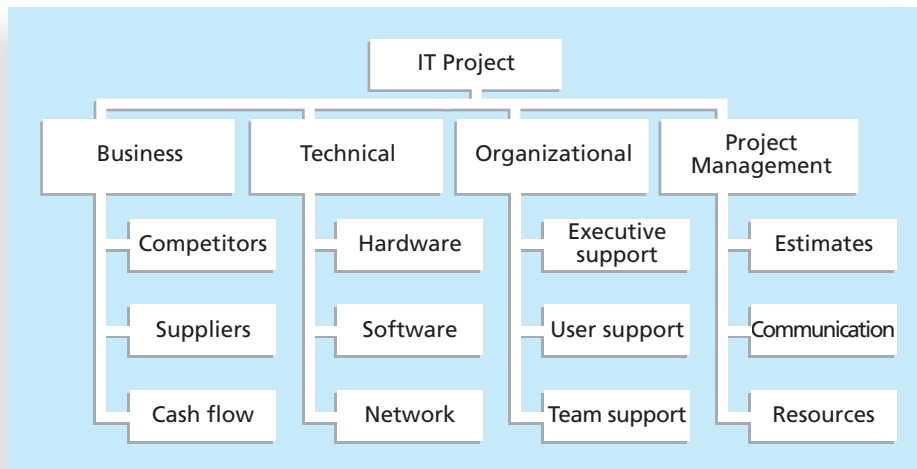 IT Project
Business
Technical
Organizational
Project
Management
Competitors
Hardware
Executive
support
Estimates
Suppliers
Software
User support
Communication
Cash flow
Network
Team support
Resources